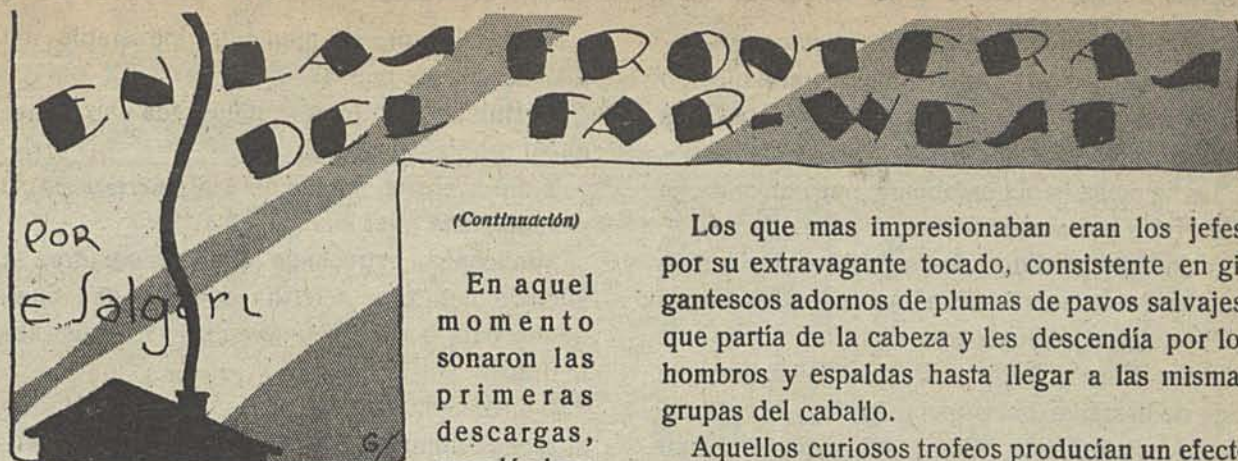 EN LAS FRONTERAS
DEL FAR-WEST
POR
E Salgari
G/
(Continuación)
En aquel
momento
sonaron las
primeras
descargas,
Los que mas impresionaban eran los jefes
por su extravagante tocado, consistente en gi
gantescos adornos de plumas de pavos salvajes
que partía de la cabeza y les descendía por lo
hombros y espaldas hasta llegar a las misma
grupas del caballo.
Aquellos curiosos trofeos producían un efect